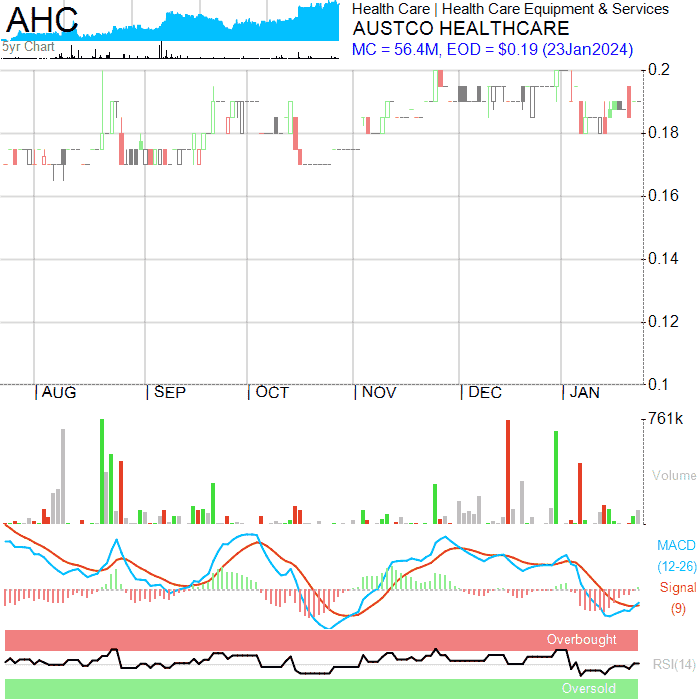 AHC
5yr Chart
Health Care | Health Care Equipment & Services
AUSTCO HEALTHCARE
MC = 56.4M, EOD = $0.19 (23Jan2024)
0.2
0.18
0.16
0.14
0.12
0.1
AUG SEP OCT NOV DEC JAN
761k
Volume
MACD
(12-26)
Signal
(9)
Overbought
RSI(14)
Oversold